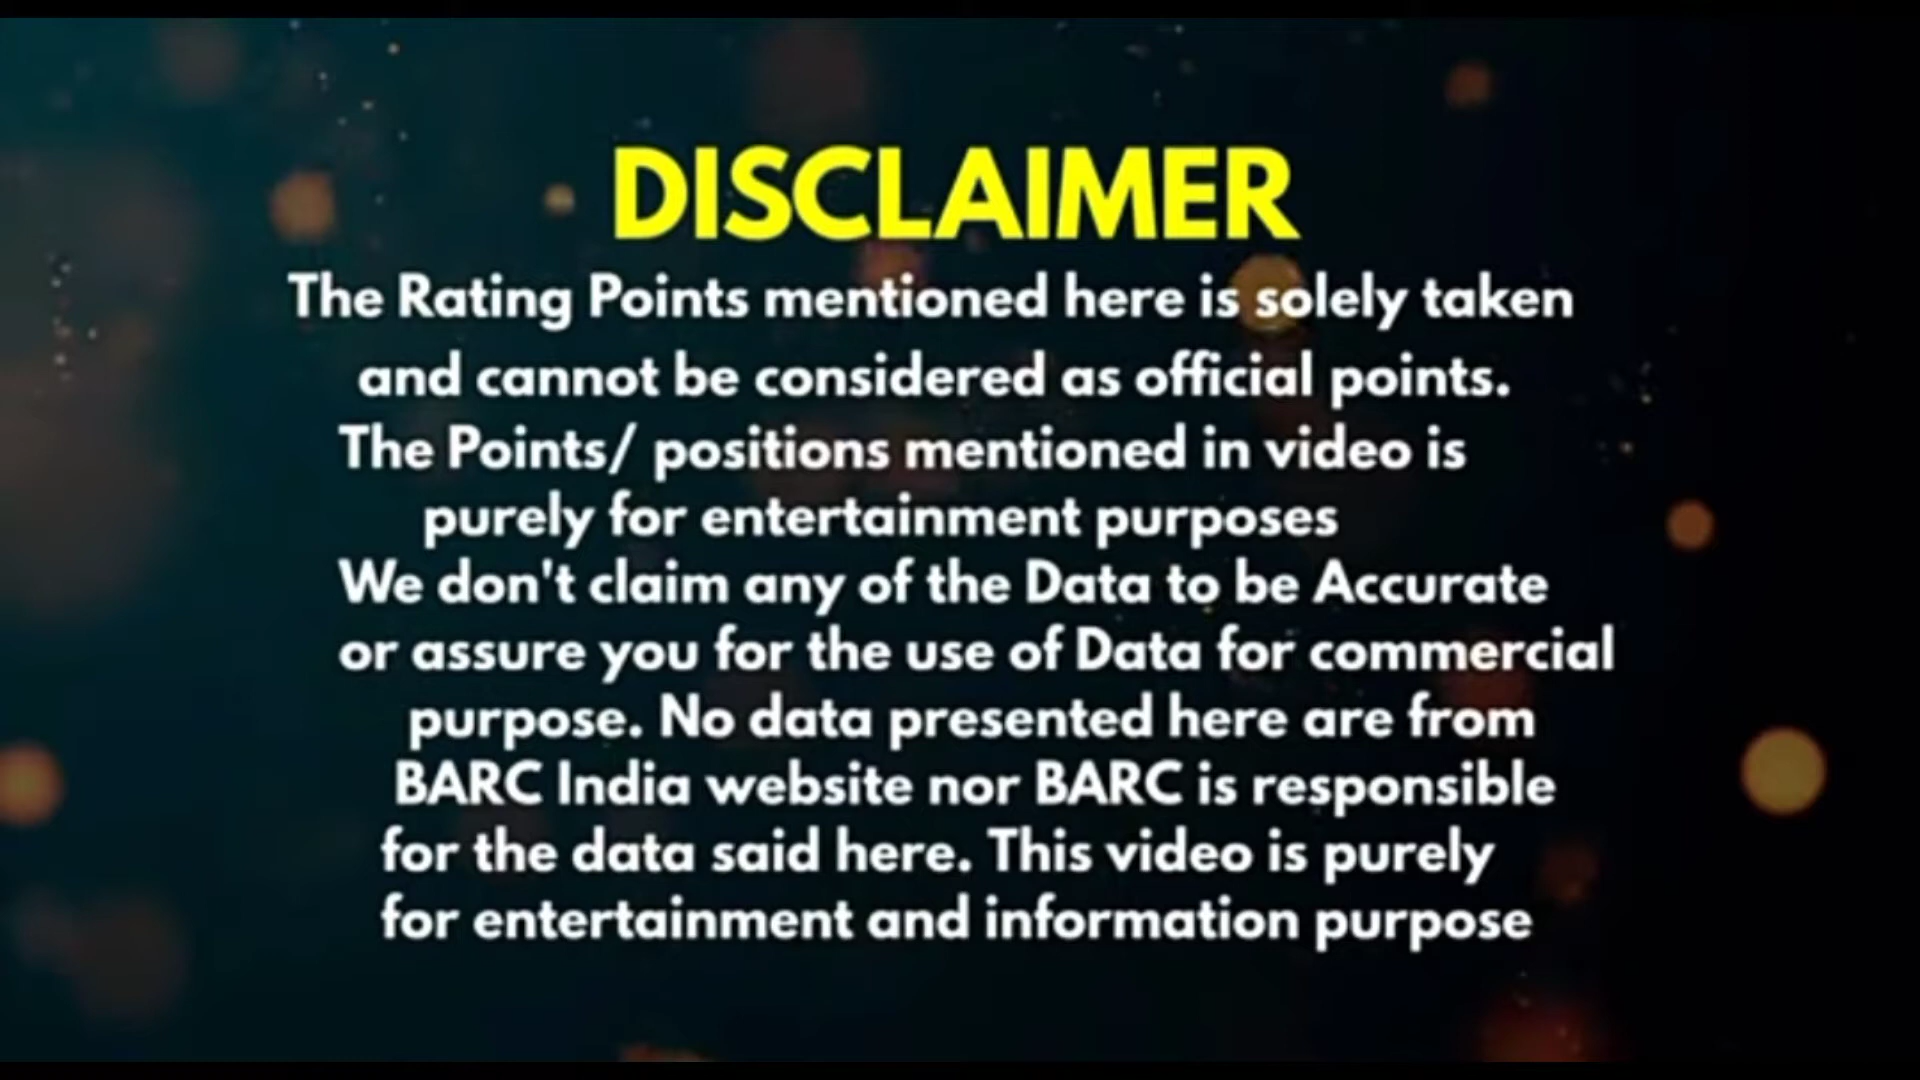 DISCLAIMER
The Rating Points mentioned here is solely taken
and cannot be considered as official points.
The Points/ positions mentioned in video is
purely for entertainment purposes
We don't claim any of the Data to be Accurate
or assure you for the use of Data for commercial
purpose. No data presented here are from
BARC India website nor BARC is responsible
for the data said here. This video is purely
for entertainment and information purpose